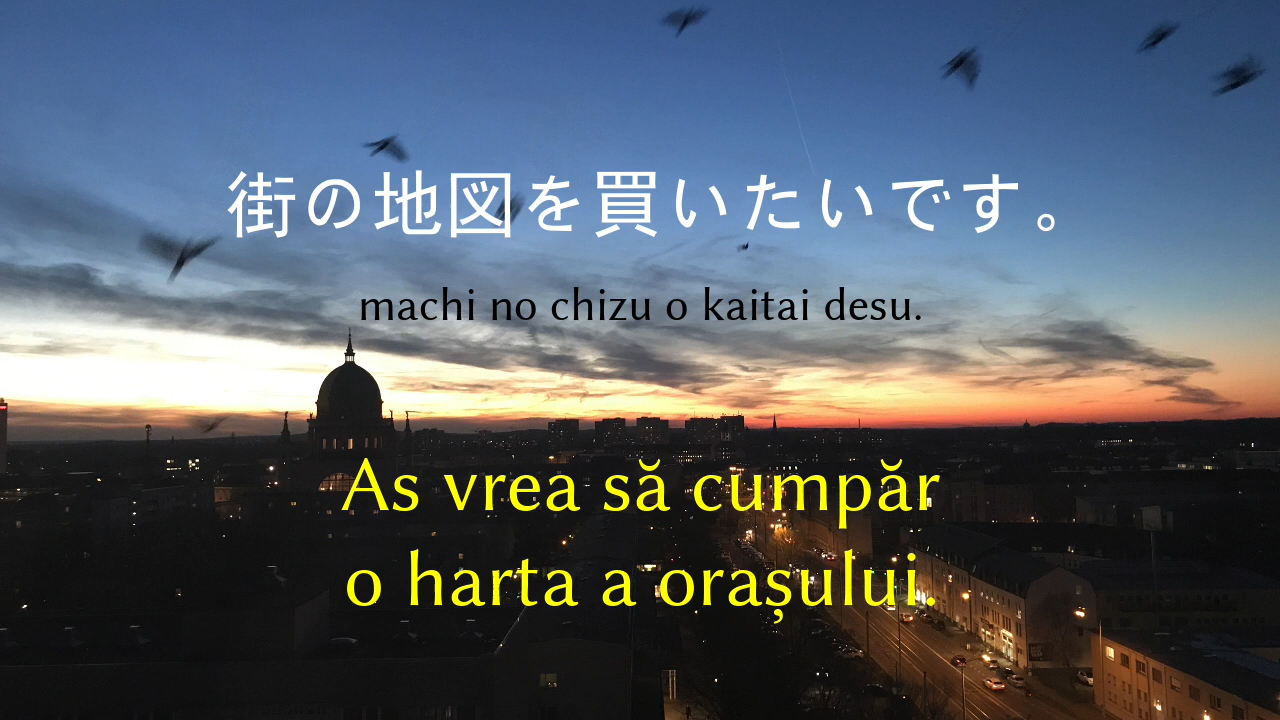 街の地図を買いたいです。
machi no chizu o kaitai desu.
As vrea să cumpăr
o harta a orașului.